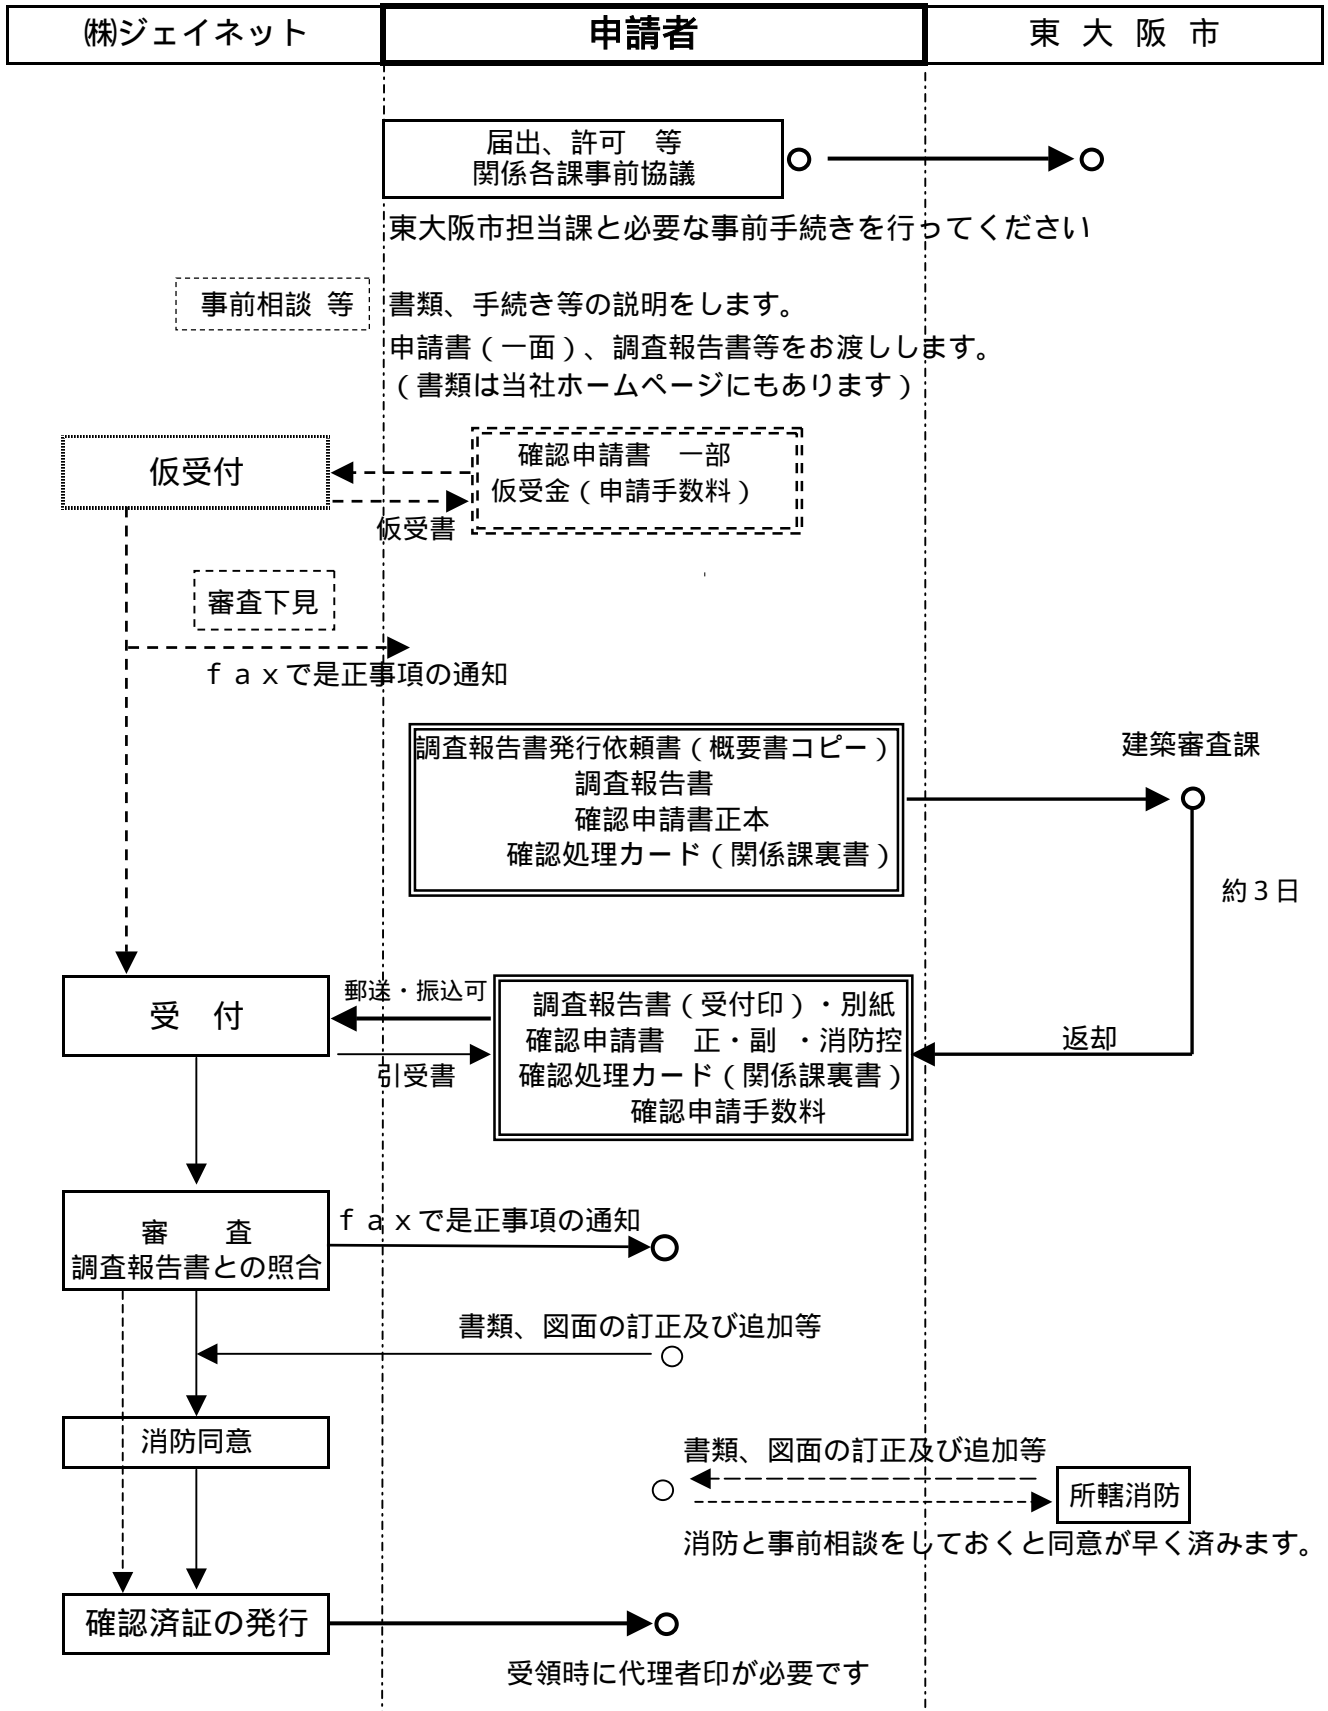 ㈱ジェイネット
申請者
東 大 阪 市
届出、許可　等
関係各課事前協議
東大阪市担当課と必要な事前手続きを行ってください
事前相談 等
書類、手続き等の説明をします。
申請書（一面）、調査報告書等をお渡しします。
（書類は当社ホームページにもあります）
仮受付
確認申請書　一部
仮受金（申請手数料）
仮受書
審査下見
ｆａｘで是正事項の通知
調査報告書発行依頼書（概要書コピー）
調査報告書
確認申請書正本
確認処理カード（関係課裏書）
建築審査課
約３日
受　付
郵送・振込可
引受書
調査報告書（受付印）・別紙
確認申請書　正・副　・消防控
確認処理カード（関係課裏書）
確認申請手数料
返却
審　　査
調査報告書との照合
ｆａｘで是正事項の通知
書類、図面の訂正及び追加等
消防同意
書類、図面の訂正及び追加等
所轄消防
消防と事前相談をしておくと同意が早く済みます。
確認済証の発行
受領時に代理者印が必要です